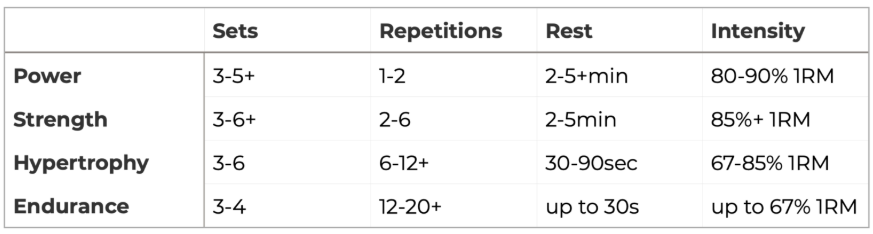 Sets Repetitions Rest Intensity
Power 3-5+ 1-2 2-5+min 80-90% 1RM
Strength 3-6+ 2-6 2-5min 85%+ 1RM
Hypertrophy 3-6 6-12+ 30-90sec 67-85% 1RM
Endurance 3-4 12-20+ up to 30s up to 67% 1RM